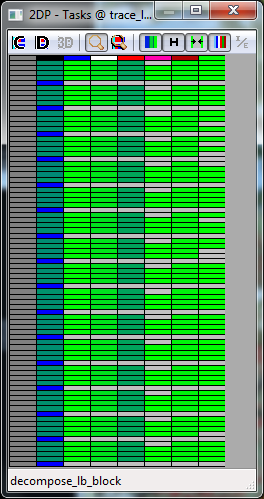 2DP - Tasks @ trace_l...
C D 3D H I/E
decompose_lb_block